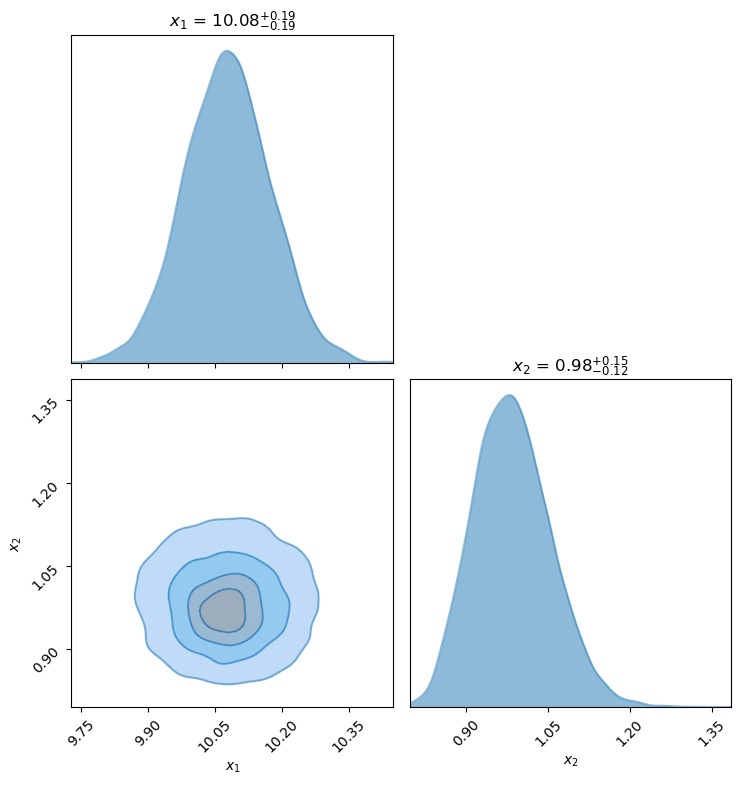 x₁ = 10.08⁺⁰·¹⁹₋₀.₁₉
x₂ = 0.98⁺⁰·¹⁵₋₀.₁₂
1.35
1.20
1.05
0.90
x₂
9.75 9.90 10.05 10.20 10.35
x₁
0.90 1.05 1.20 1.35
x₂